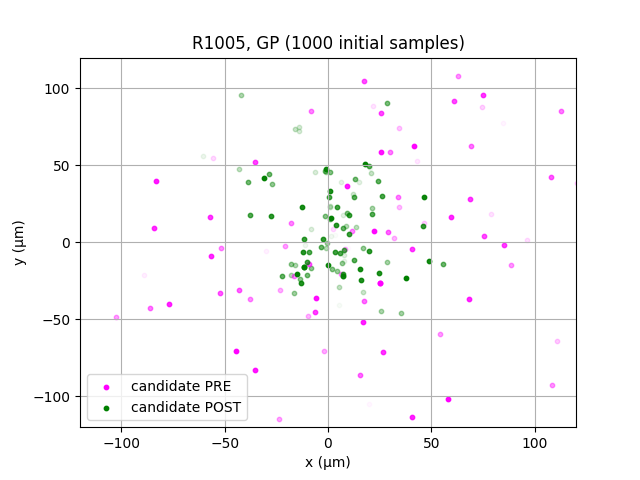 R1005, GP (1000 initial samples)
100
50
0
−50
−100
y (µm)
candidate PRE
candidate POST
−100
−50
0
50
100
x (µm)